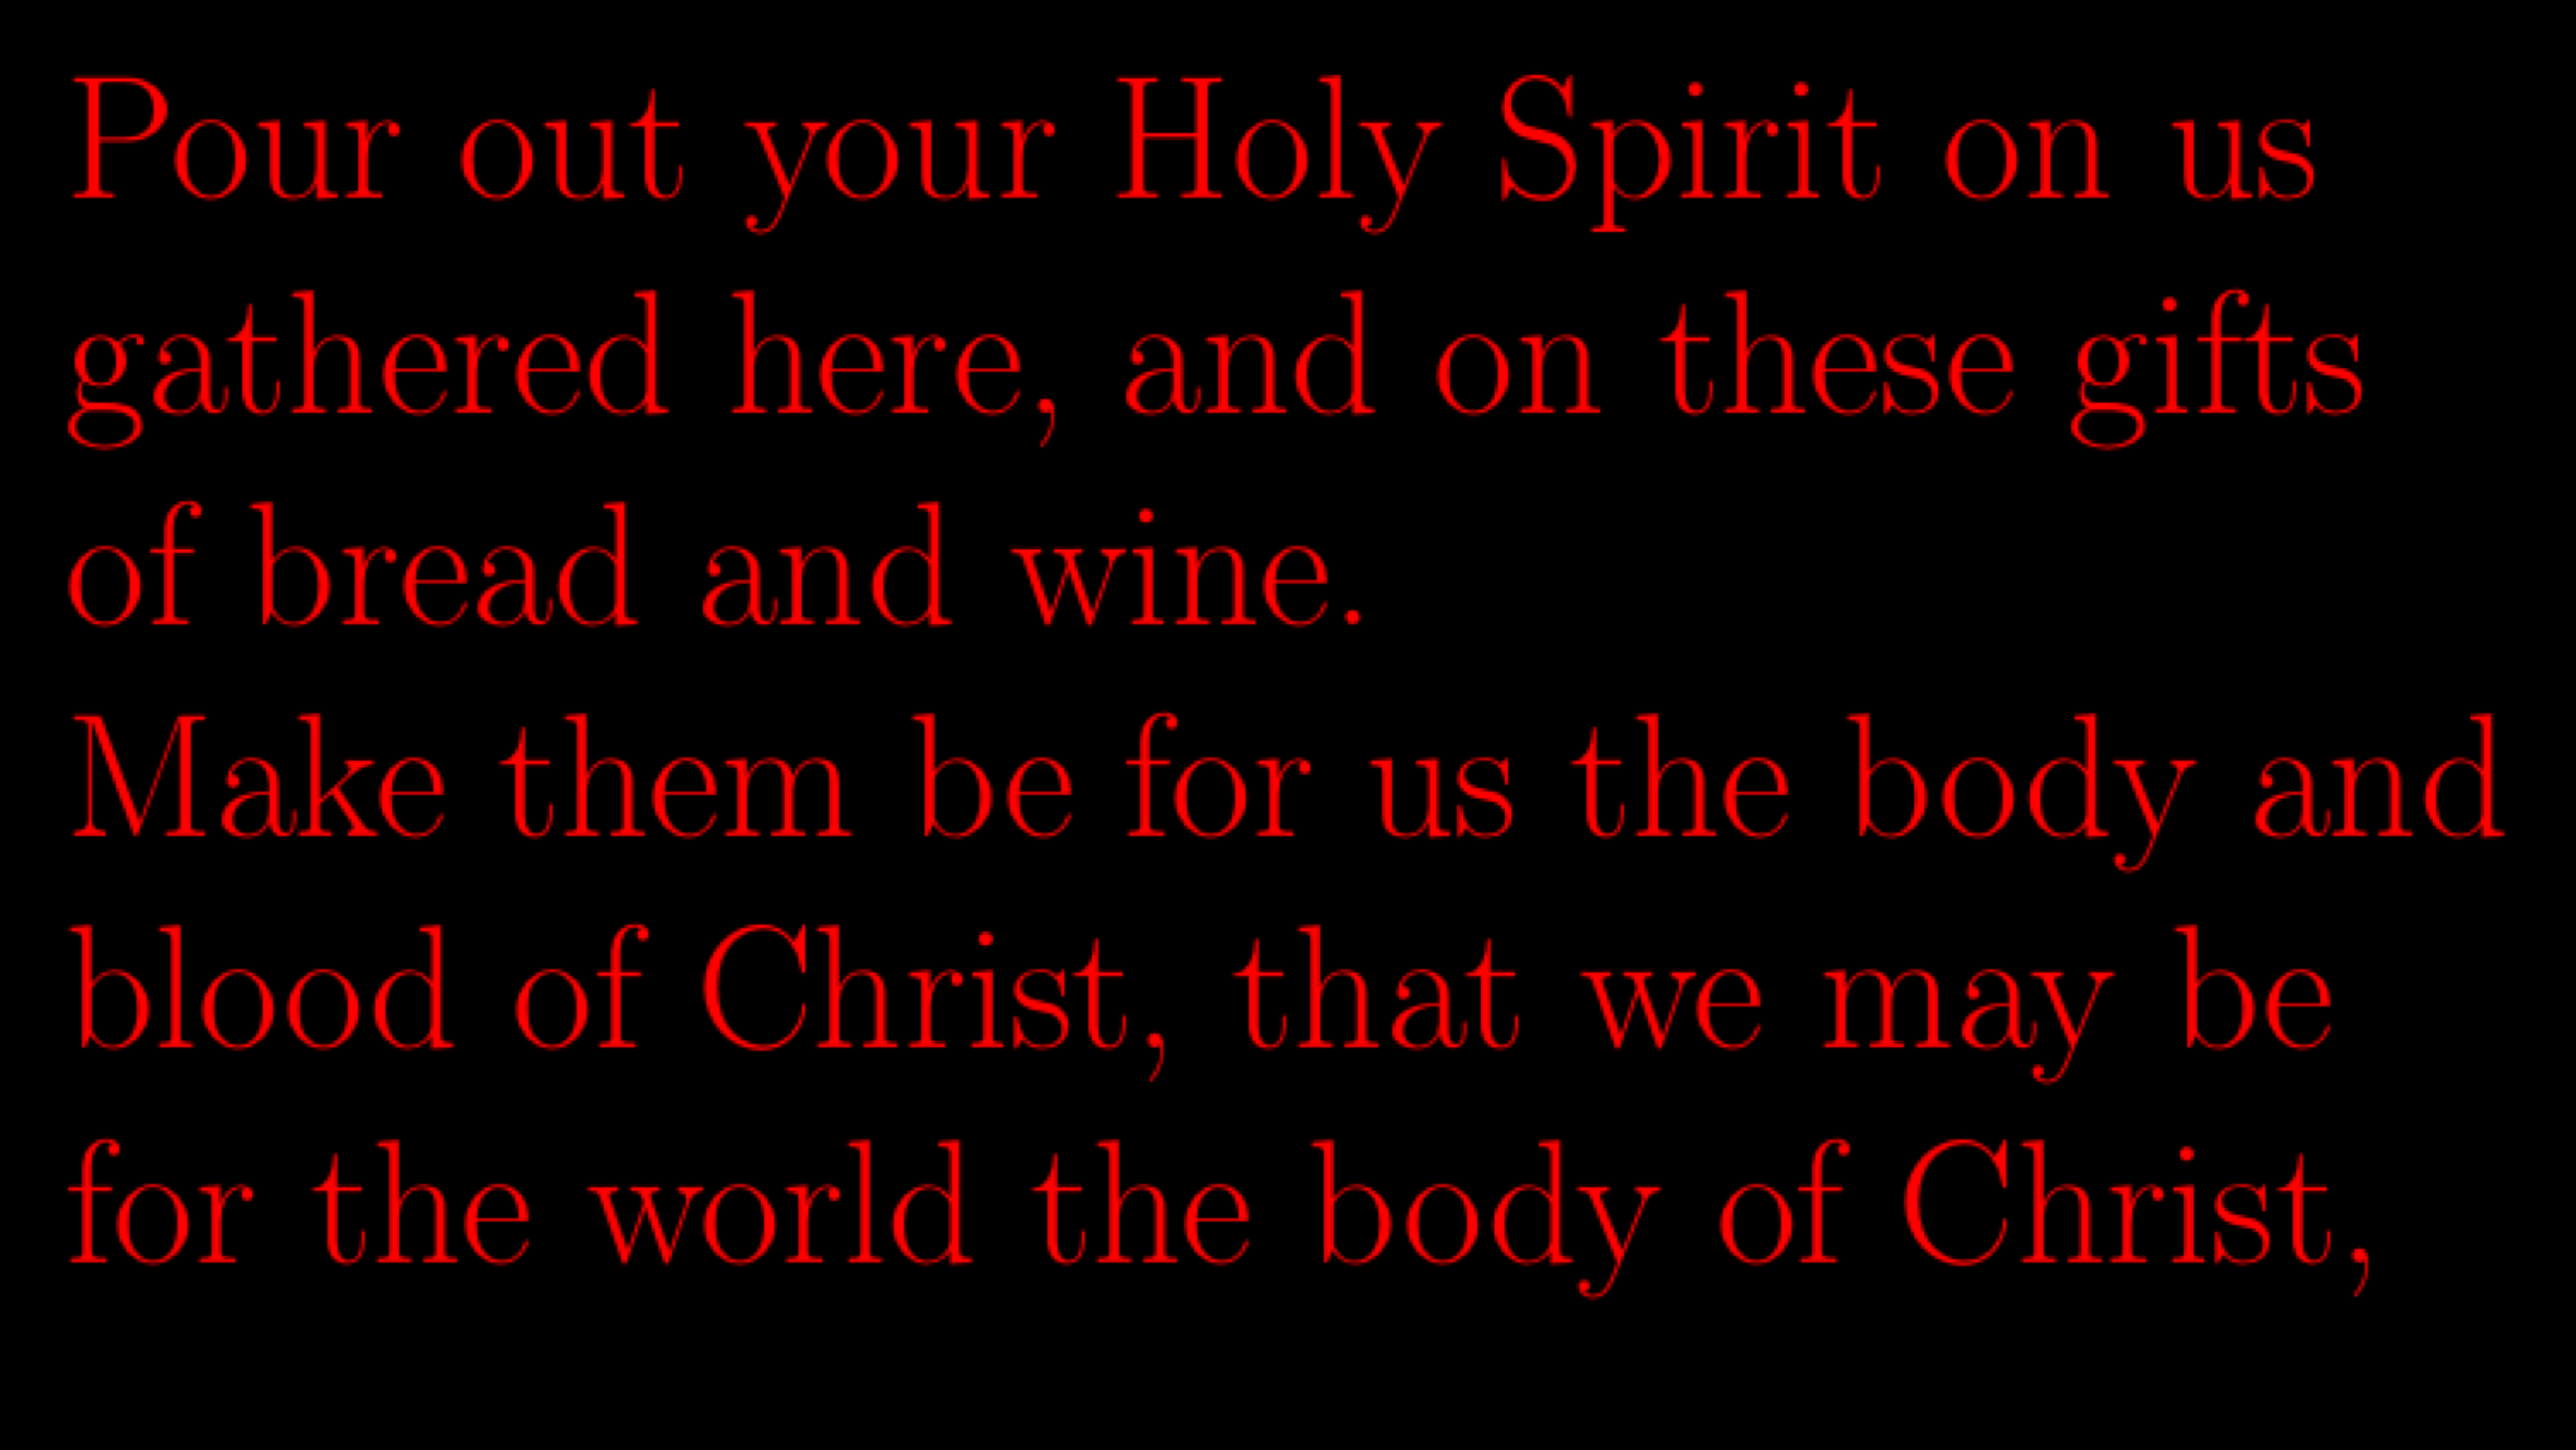 Pour out your Holy Spirit on us
gathered here, and on these gifts
of bread and wine.
Make them be for us the body and
blood of Christ, that we may be
for the world the body of Christ,